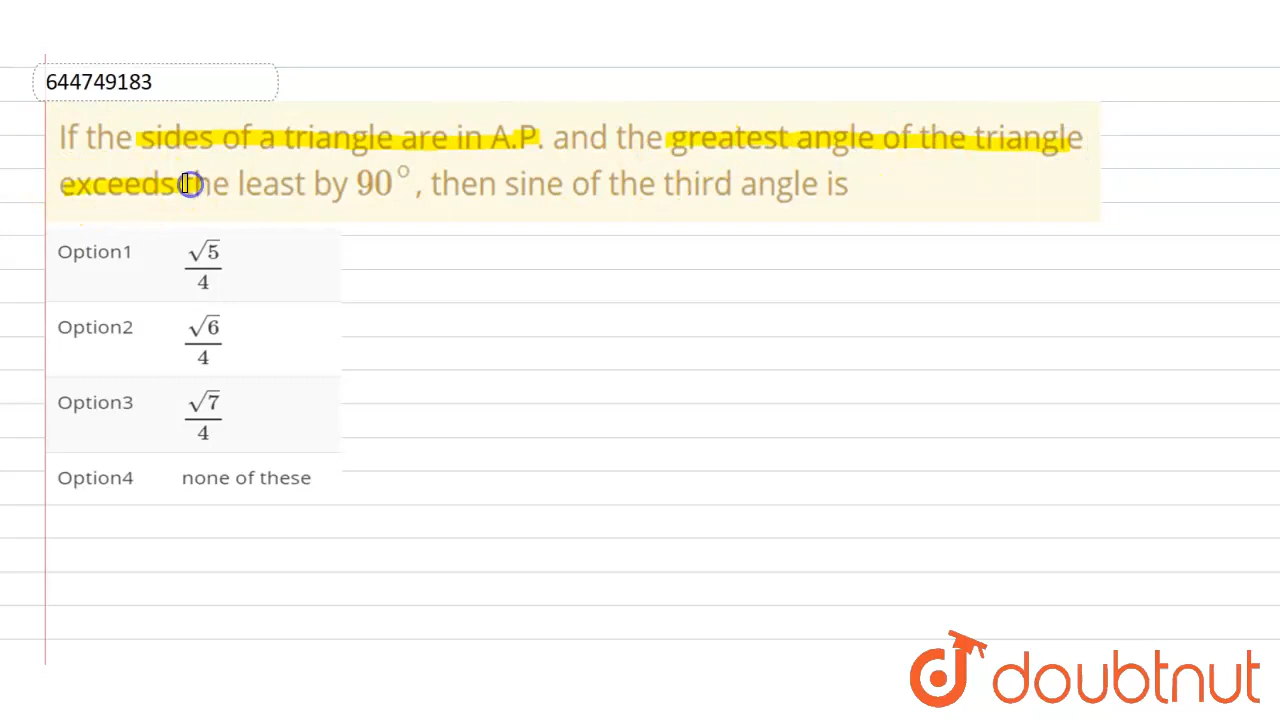 644749183
If the sides of a triangle are in A.P. and the greatest angle of the triangle
exceeds the least by 90°, then sine of the third angle is
Option1 √5/4
Option2 √6/4
Option3 √7/4
Option4 none of these
doubtnut